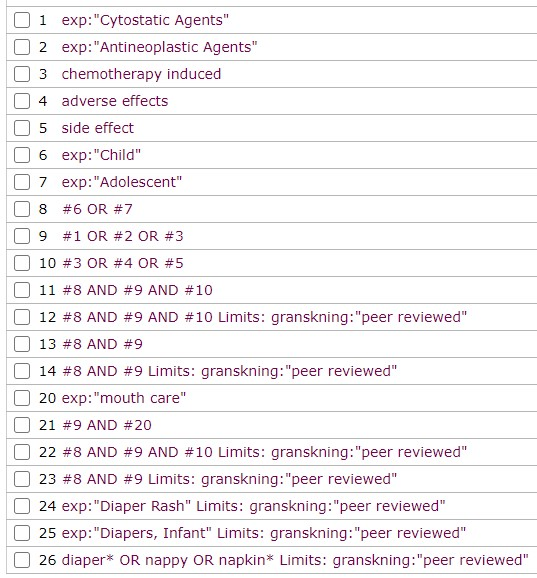 1 exp:"Cytostatic Agents"
2 exp:"Antineoplastic Agents"
3 chemotherapy induced
4 adverse effects
5 side effect
6 exp:"Child"
7 exp:"Adolescent"
8 #6 OR #7
9 #1 OR #2 OR #3
10 #3 OR #4 OR #5
11 #8 AND #9 AND #10
12 #8 AND #9 AND #10 Limits: granskning:"peer reviewed"
13 #8 AND #9
14 #8 AND #9 Limits: granskning:"peer reviewed"
20 exp:"mouth care"
21 #9 AND #20
22 #8 AND #9 AND #10 Limits: granskning:"peer reviewed"
23 #8 AND #9 Limits: granskning:"peer reviewed"
24 exp:"Diaper Rash" Limits: granskning:"peer reviewed"
25 exp:"Diapers, Infant" Limits: granskning:"peer reviewed"
26 diaper* OR nappy OR napkin* Limits: granskning:"peer reviewed"